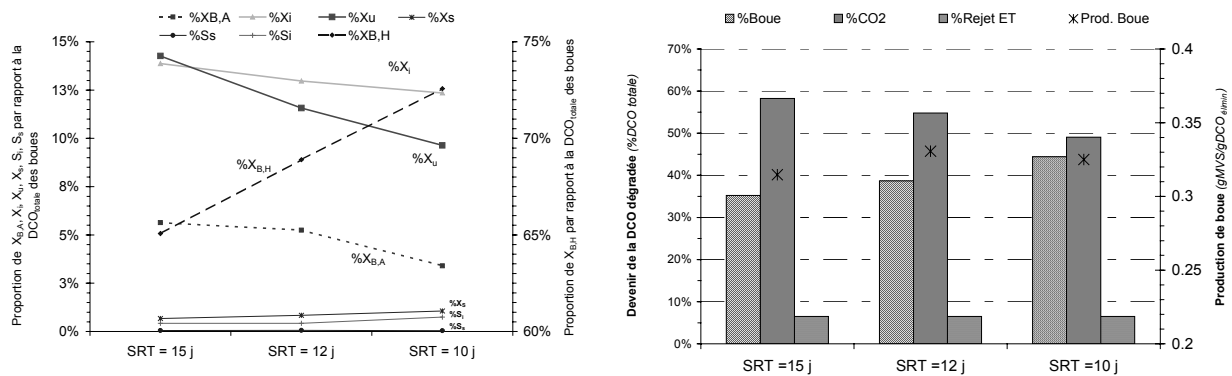 %XB,A %Xi %Xu %Xs
%Ss %Si %XB,H
15%
13%
10%
8%
5%
3%
0%
75%
70%
65%
60%
Proportion de XB,A, Xi, Xu, Xs, Si, Ss par rapport à la
DCOtotale des boues
Proportion de XB,H par rapport à la DCOtotale des boues
%Xi
%XB,H
%Xu
%XB,A
%Xs
%Si
%Ss
SRT = 15 j SRT = 12 j SRT = 10 j
%Boue %CO2 %Rejet ET Prod. Boue
70%
60%
50%
40%
30%
20%
10%
0%
0.4
0.35
0.3
0.25
0.2
Devenir de la DCO dégradée (%DCO totale)
Production de boue (gMVS/gDCOélimin)
SRT =15 j SRT =12 j SRT =10 j